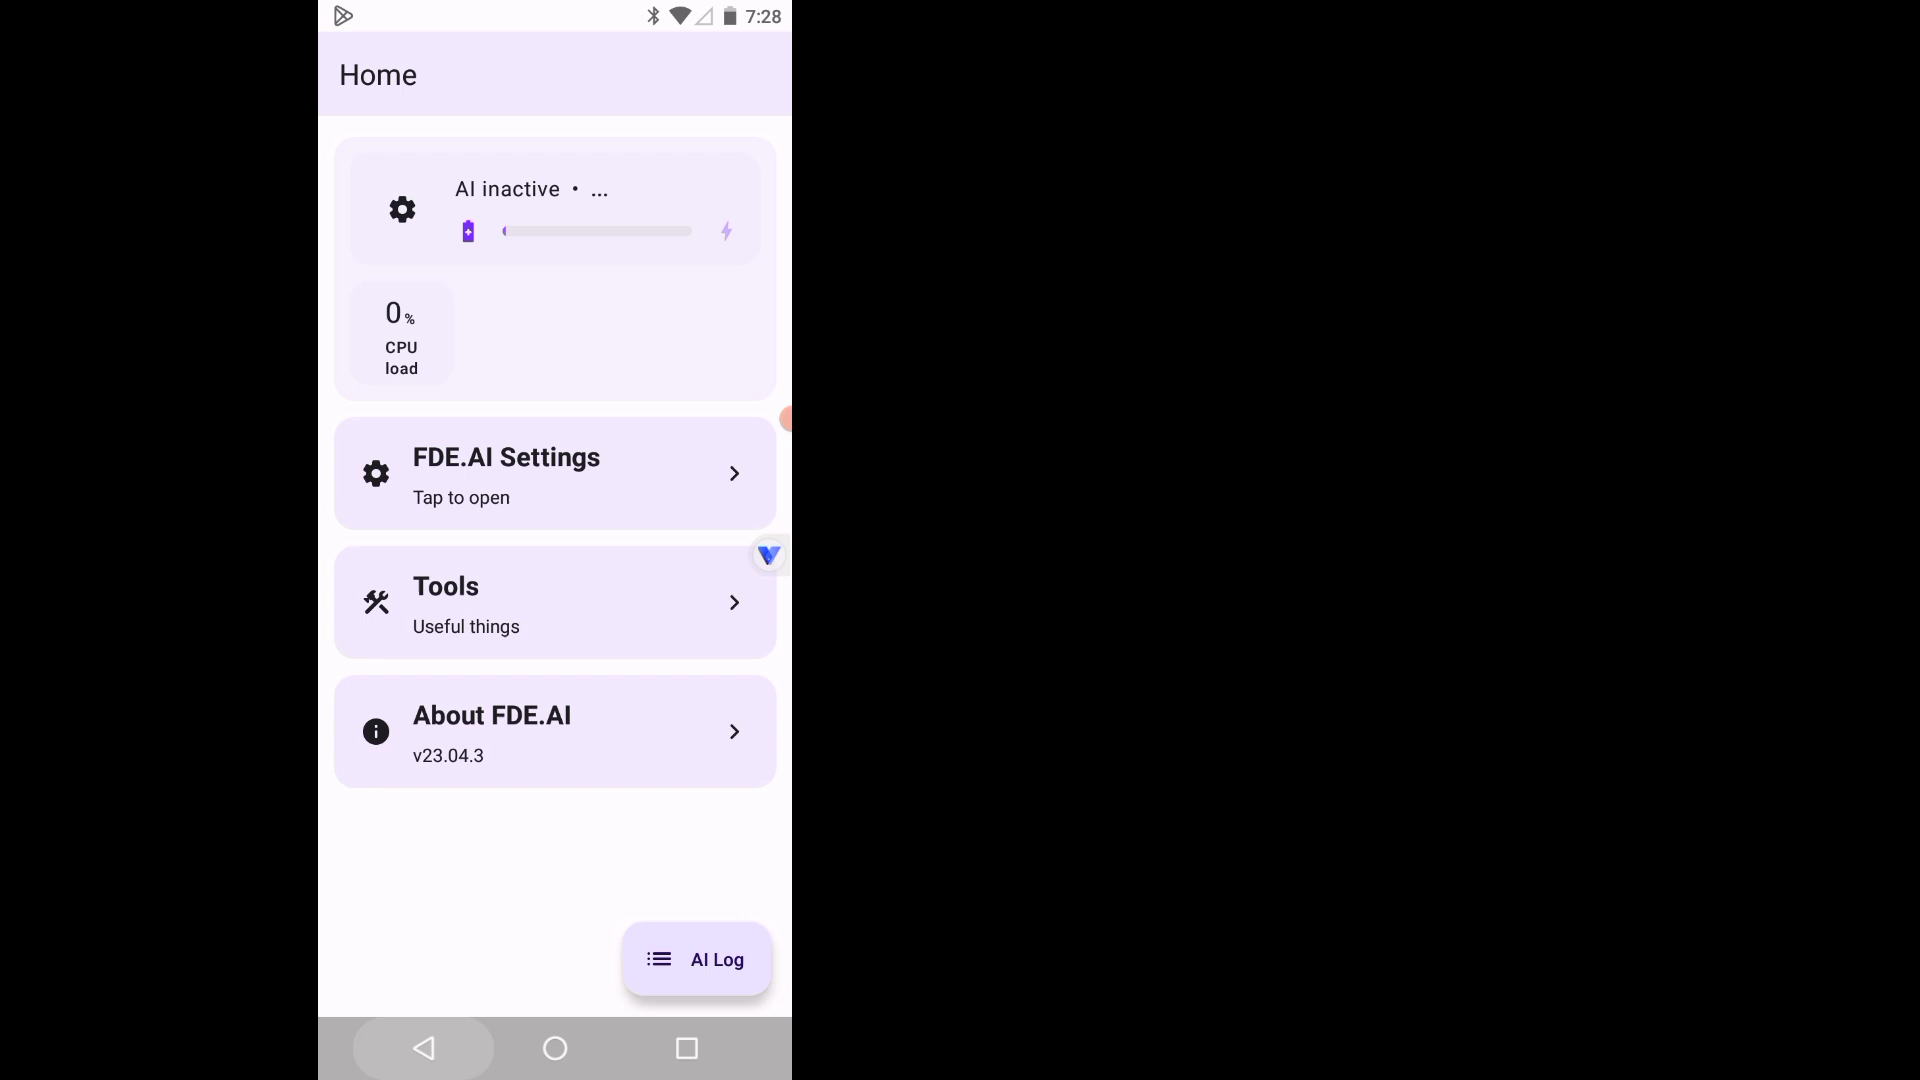 7:28
Home
AI inactive • ...
0 %
CPU
load
FDE.AI Settings
Tap to open
Tools
Useful things
About FDE.AI
v23.04.3
AI Log